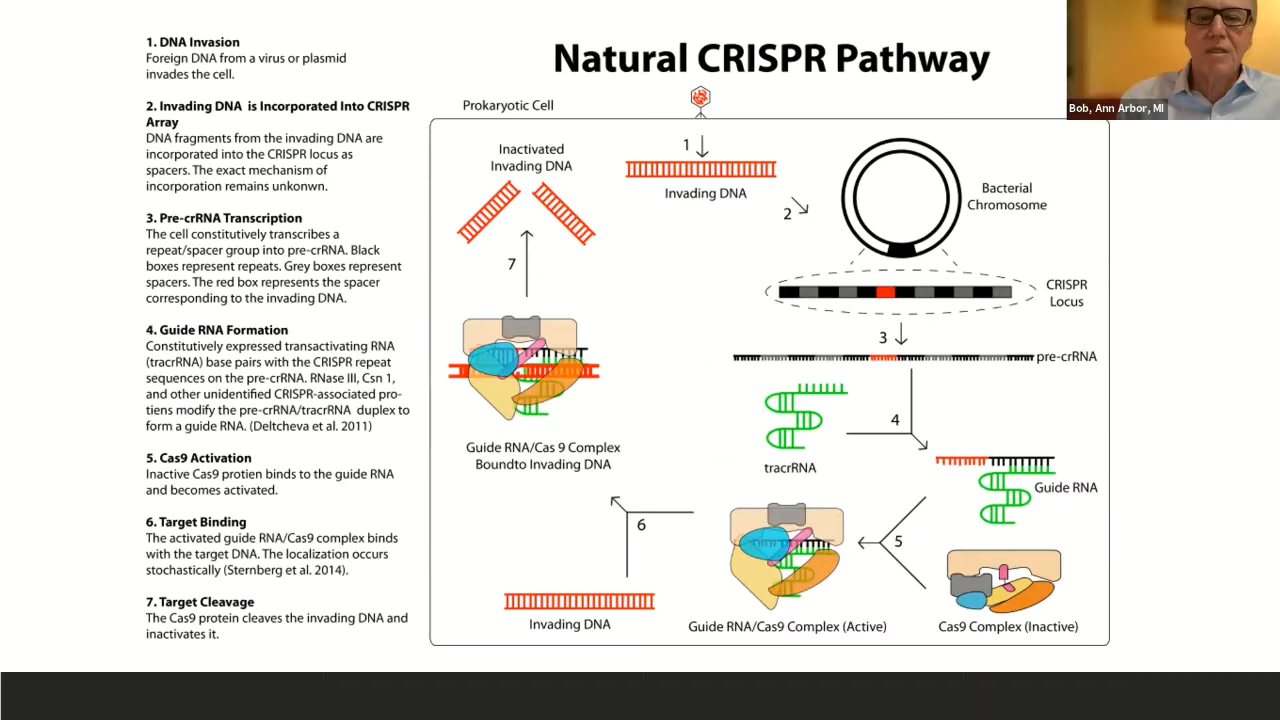 1. DNA Invasion
Foreign DNA from a virus or plasmid
invades the cell.
2. Invading DNA is Incorporated Into CRISPR
Array
DNA fragments from the invading DNA are
incorporated into the CRISPR locus as
spacers. The exact mechanism of
incorporation remains unkonwn.
3. Pre-crRNA Transcription
The cell constitutively transcribes a
repeat/spacer group into pre-crRNA. Black
boxes represent repeats. Grey boxes represent
spacers. The red box represents the spacer
corresponding to the invading DNA.
4. Guide RNA Formation
Constitutively expressed transactivating RNA
(tracrRNA) base pairs with the CRISPR repeat
sequences on the pre-crRNA. RNase III, Csn 1,
and other unidentified CRISPR-associated pro-
tiens modify the pre-crRNA/tracrRNA duplex to
form a guide RNA. (Deltcheva et al. 2011)
5. Cas9 Activation
Inactive Cas9 protien binds to the guide RNA
and becomes activated.
6. Target Binding
The activated guide RNA/Cas9 complex binds
with the target DNA. The localization occurs
stochastically (Sternberg et al. 2014).
7. Target Cleavage
The Cas9 protein cleaves the invading DNA and
inactivates it.
Natural CRISPR Pathway
Prokaryotic Cell
1
Invading DNA
2
Bacterial
Chromosome
CRISPR
Locus
3
pre-crRNA
tracrRNA
4
Guide RNA
5
Cas9 Complex (Inactive)
Guide RNA/Cas9 Complex (Active)
6
Invading DNA
Guide RNA/Cas 9 Complex
Boundto Invading DNA
7
Inactivated
Invading DNA
Bob, Ann Arbor, MI